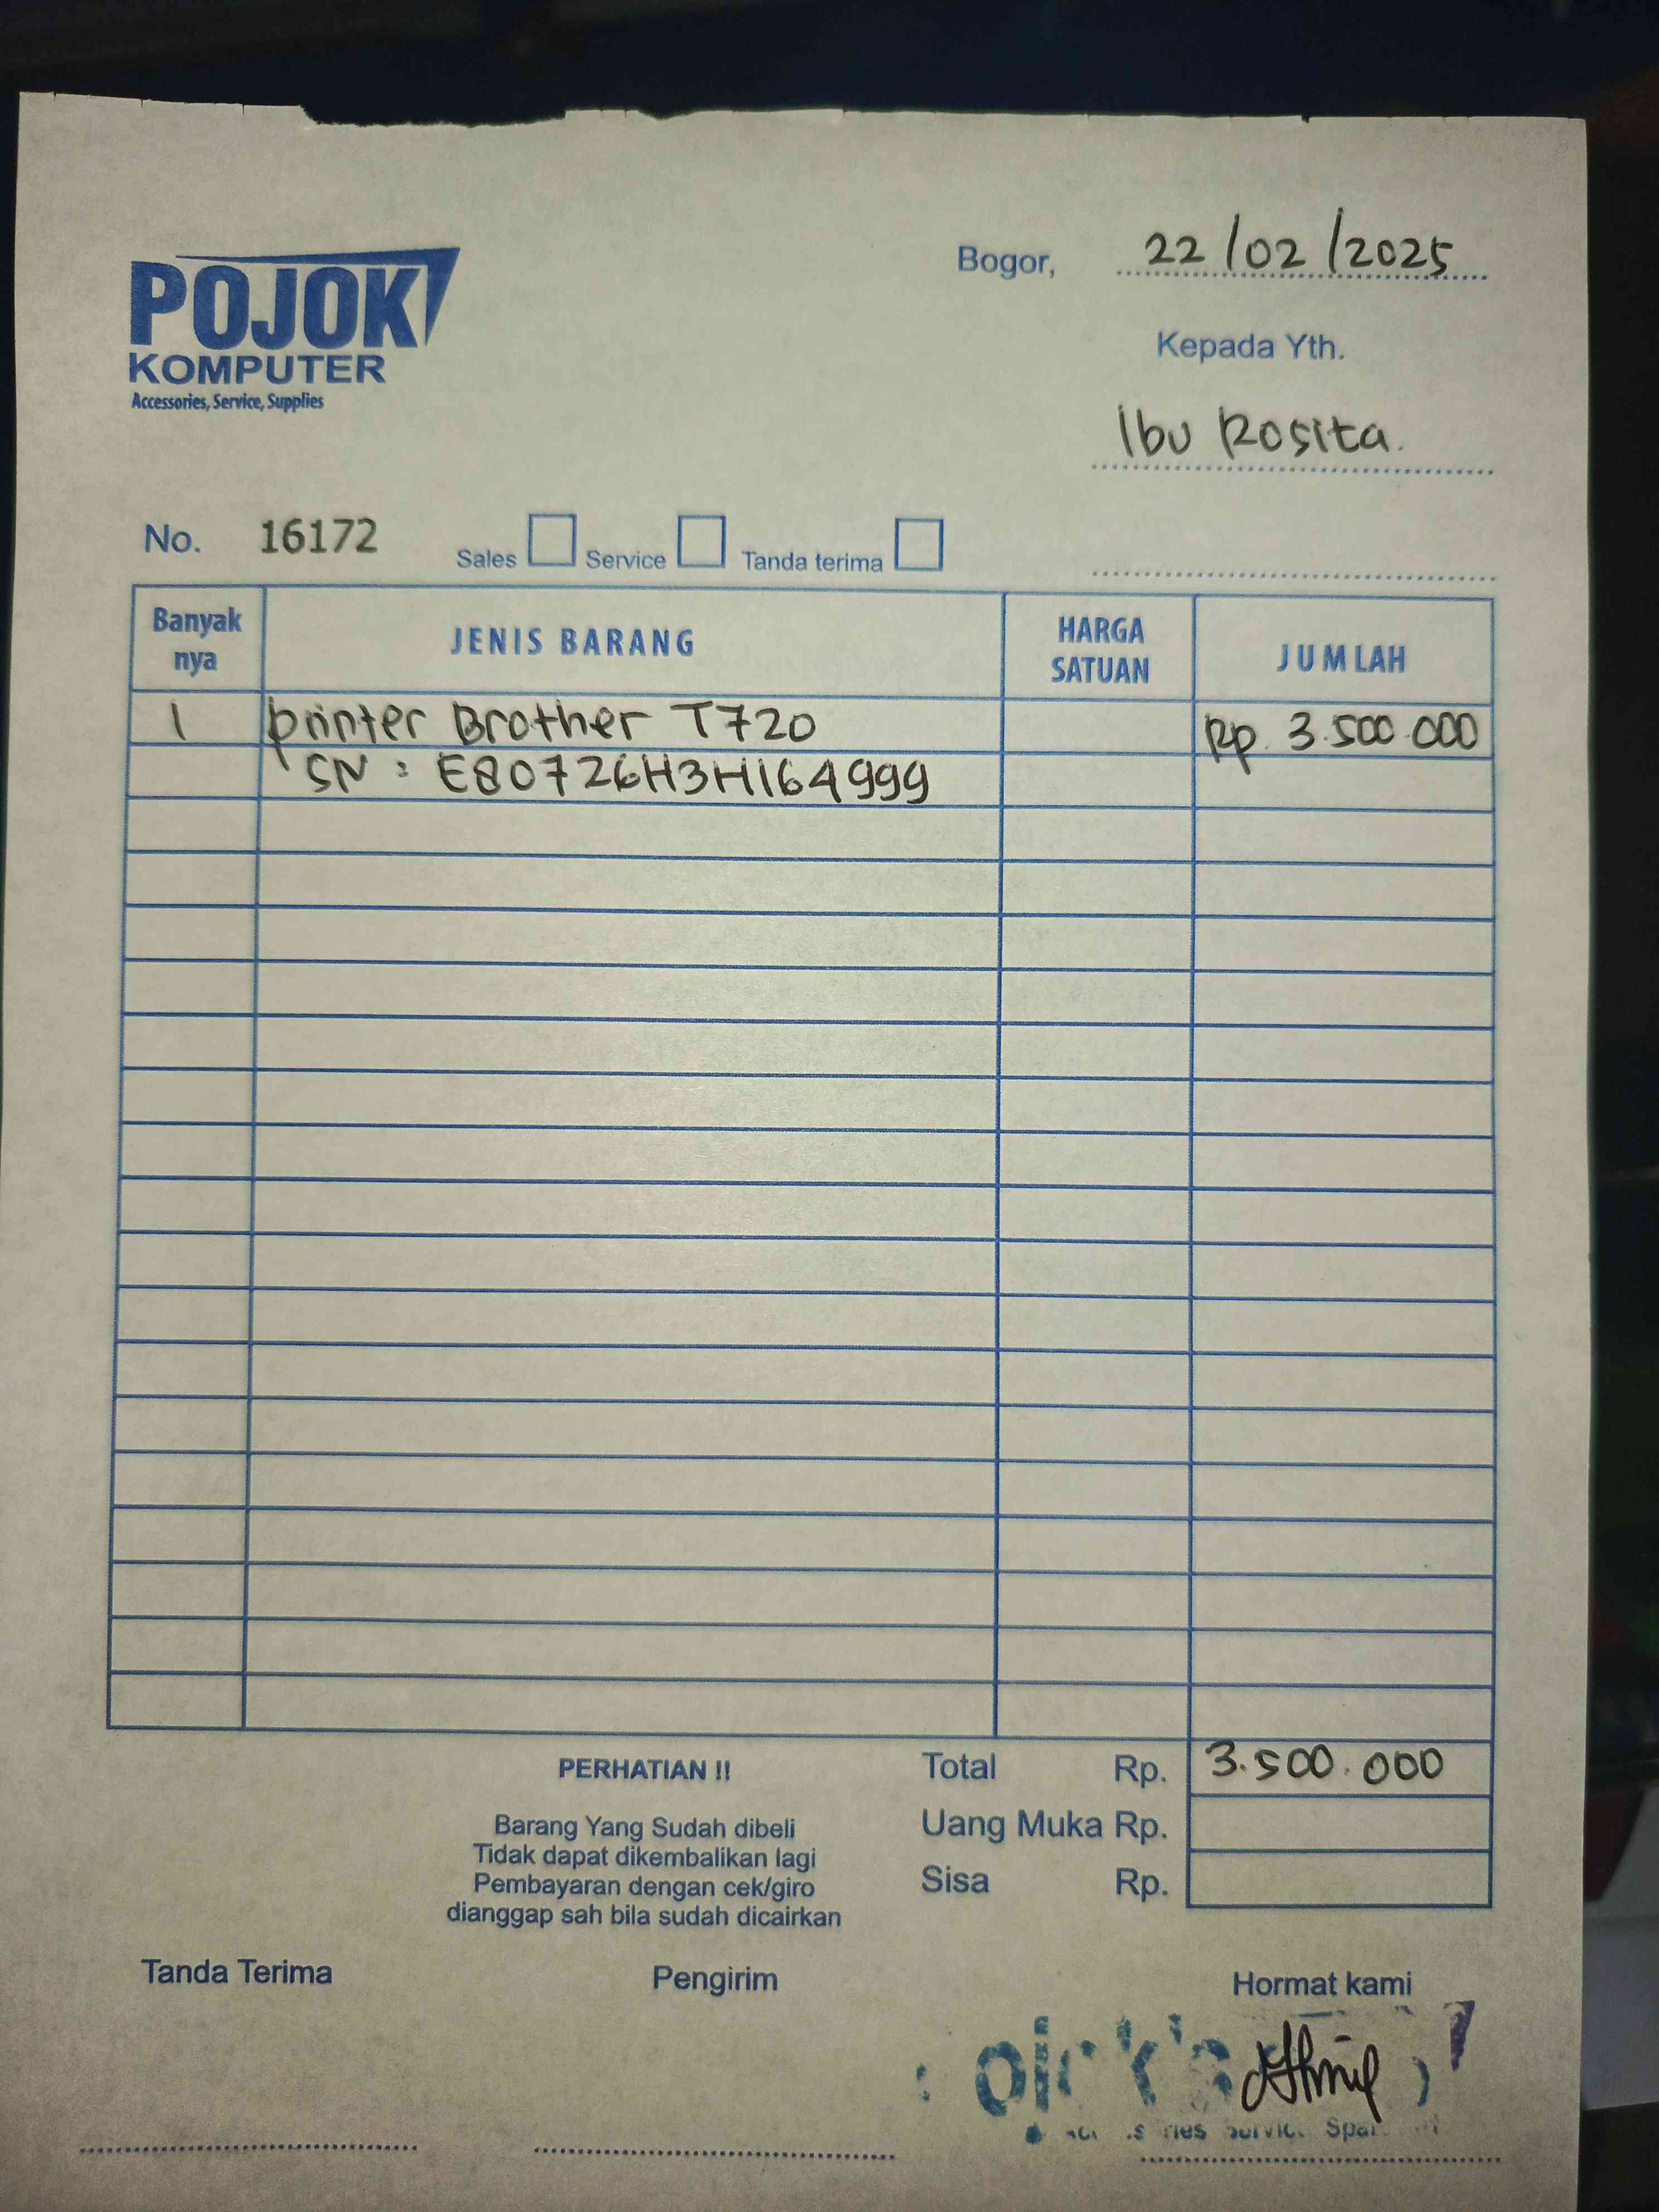 POJOK
KOMPUTER
Accessories, Service, Supplies
Bogor, 22/02/2025
Kepada Yth.
Ibu Rosita.
No. 16172 Sales Service Tanda terima
Banyak nya JENIS BARANG HARGA SATUAN JUMLAH
1 printer Brother T720 Rp. 3.500.000
SN : E80726H3H164999
PERHATIAN !!
Barang Yang Sudah dibeli
Tidak dapat dikembalikan lagi
Pembayaran dengan cek/giro
dianggap sah bila sudah dicairkan
Total Rp. 3.500.000
Uang Muka Rp.
Sisa Rp.
Tanda Terima Pengirim Hormat kami